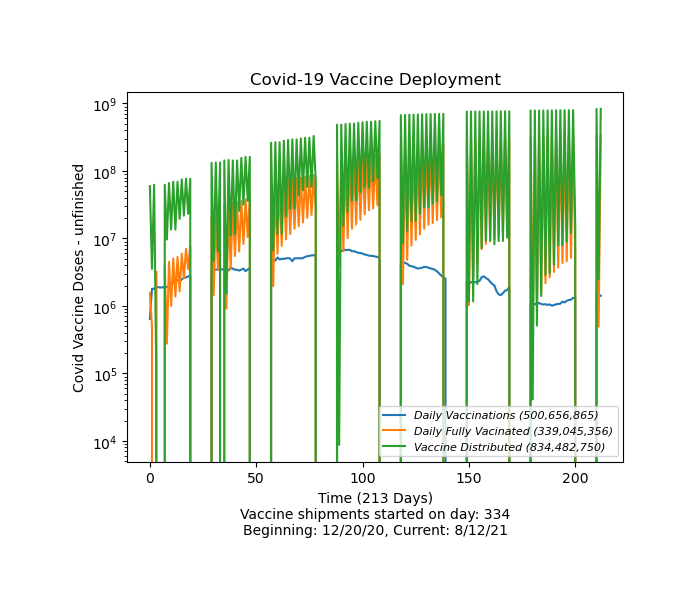 Covid-19 Vaccine Deployment
Covid Vaccine Doses - unfinished
10⁹
10⁸
10⁷
10⁶
10⁵
10⁴
0 50 100 150 200
Daily Vaccinations (500,656,865)
Daily Fully Vacinated (339,045,356)
Vaccine Distributed (834,482,750)
Time (213 Days)
Vaccine shipments started on day: 334
Beginning: 12/20/20, Current: 8/12/21